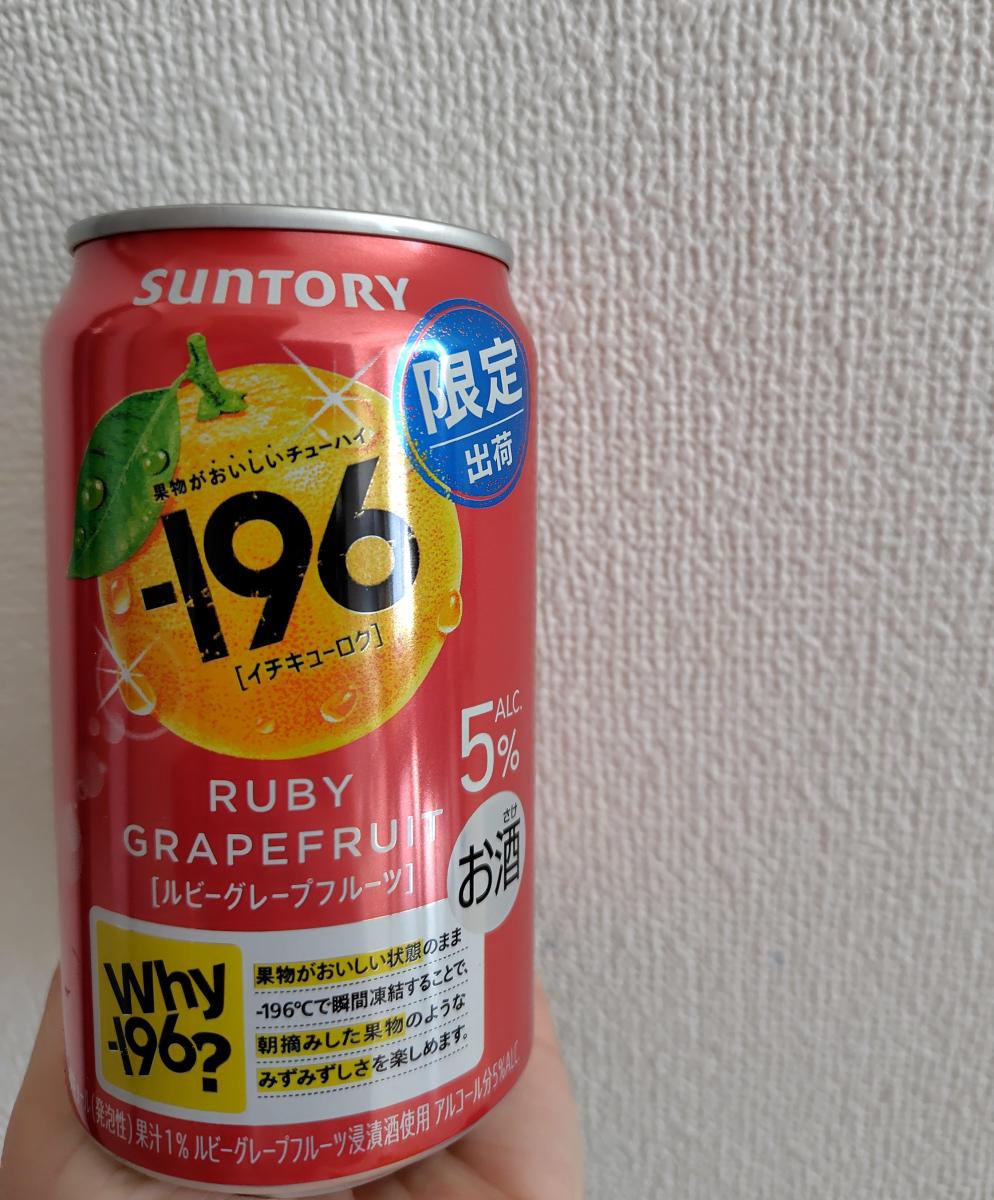 SUNTORY
限定
出荷
果物がおいしいチューハイ
-196
[イチキューロク]
5%
ALC.
RUBY
GRAPEFRUIT
[ルビーグレープフルーツ]
さけ
お酒
Why
-196?
果物がおいしい状態のまま
-196℃で瞬間凍結することで、
朝摘みした果物のような
みずみずしさを楽しめます。
(発泡性) 果汁1% ルビーグレープフルーツ浸漬酒使用 アルコール分5%ALC.